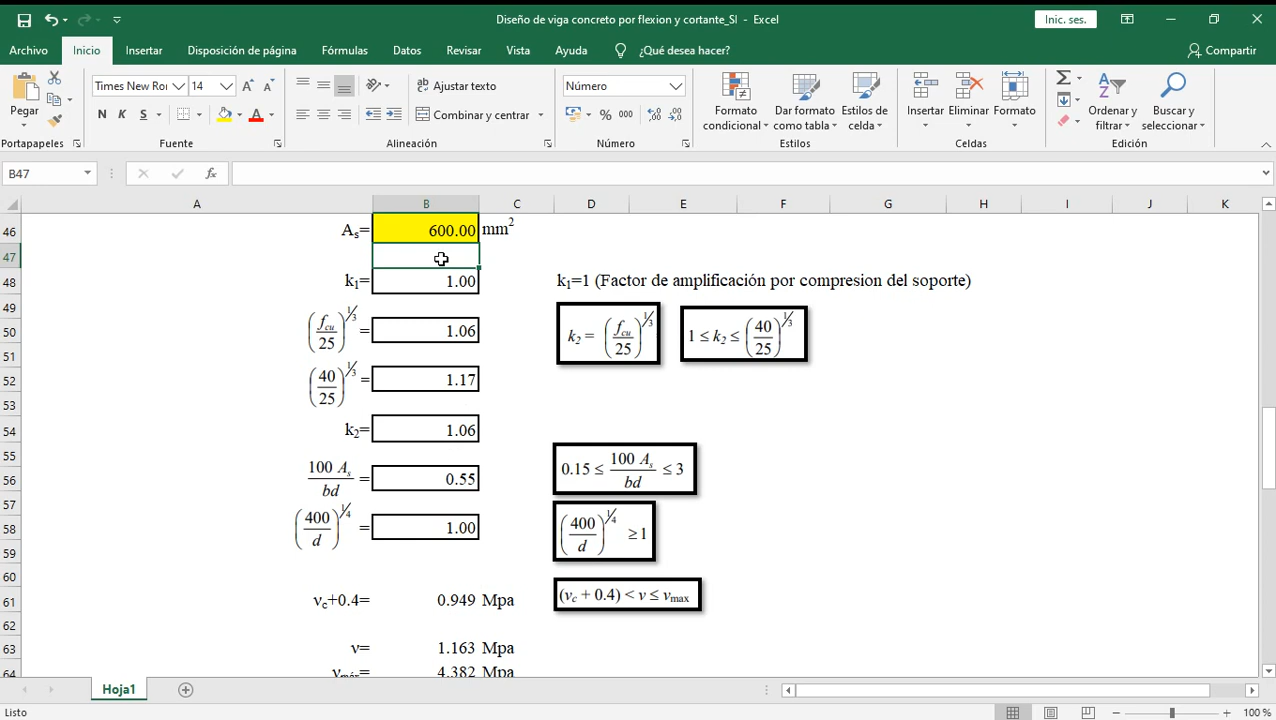 Diseño de viga concreto por flexion y cortante_SI - Excel
Inic. ses.
Archivo Inicio Insertar Disposición de página Fórmulas Datos Revisar Vista Ayuda ¿Qué desea hacer? Compartir
Pegar
Times New Ror 14
N K S
Ajustar texto
Combinar y centrar
Número
% 000
Formato condicional
Dar formato como tabla
Estilos de celda
Insertar Eliminar Formato
Ordenar y filtrar
Buscar y seleccionar
Portapapeles Fuente Alineación Número Estilos Celdas Edición
B47 fx
A B C D E F G H I J K
46 As= 600.00 mm²
47
48 k₁= 1.00 k₁=1 (Factor de amplificación por compresion del soporte)
49
50 (fcu/25)^1/3 = 1.06 k₂ = (fcu/25)^1/3 1 ≤ k₂ ≤ (40/25)^1/3
51
52 (40/25)^1/3 = 1.17
53
54 k₂= 1.06
55
56 100 As/bd = 0.55 0.15 ≤ 100 As/bd ≤ 3
57
58 (400/d)^1/4 = 1.00 (400/d)^1/4 ≥ 1
59
60
61 vc+0.4= 0.949 Mpa (vc + 0.4) < v ≤ vmax
62
63 v= 1.163 Mpa
64 vmáx= 4.382 Mpa
Hoja1
Listo 100 %